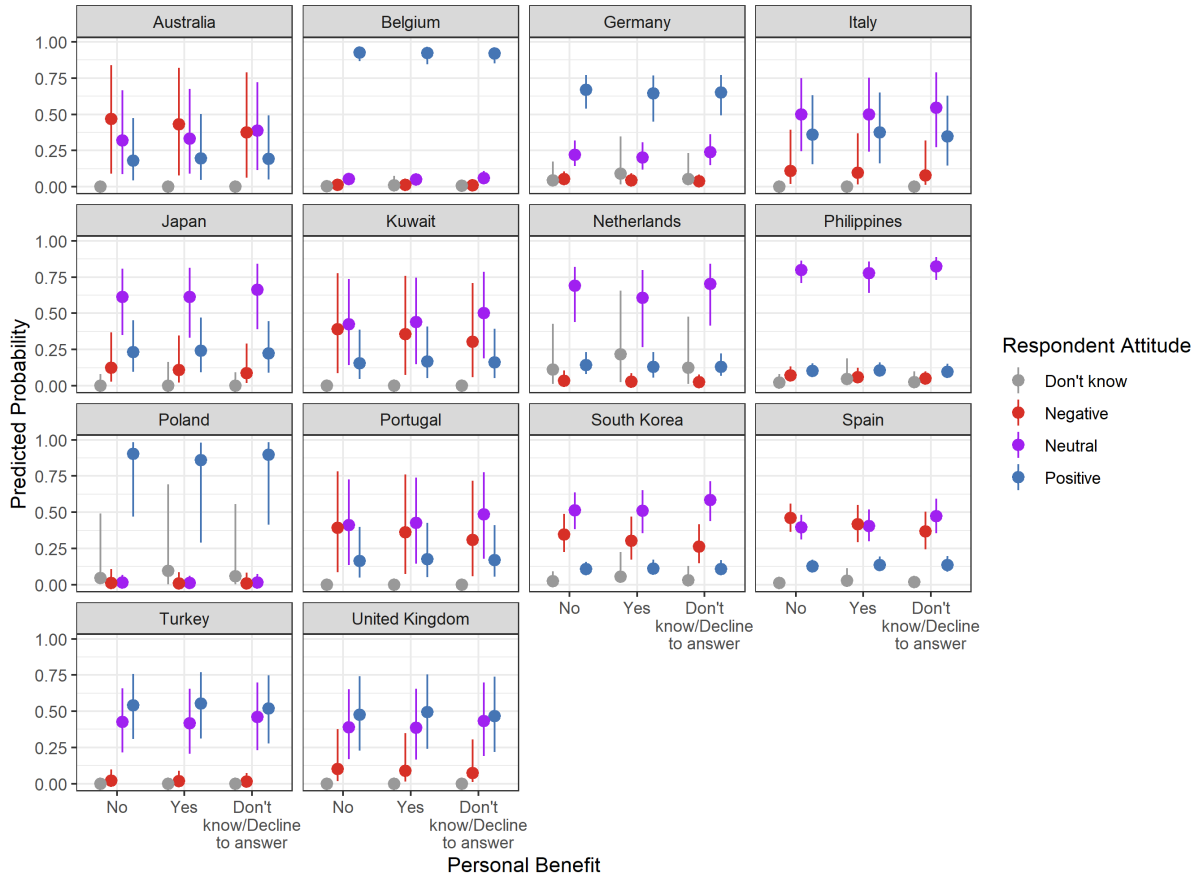 Australia
Belgium
Germany
Italy
1.00
0.75
0.50
0.25
0.00
Japan
Kuwait
Netherlands
Philippines
1.00
0.75
0.50
0.25
0.00
Poland
Portugal
South Korea
Spain
1.00
0.75
0.50
0.25
0.00
No
Yes
Don't
know/Decline
to answer
No
Yes
Don't
know/Decline
to answer
Turkey
United Kingdom
1.00
0.75
0.50
0.25
0.00
No
Yes
Don't
know/Decline
to answer
No
Yes
Don't
know/Decline
to answer
Personal Benefit
Predicted Probability
Respondent Attitude
Don't know
Negative
Neutral
Positive